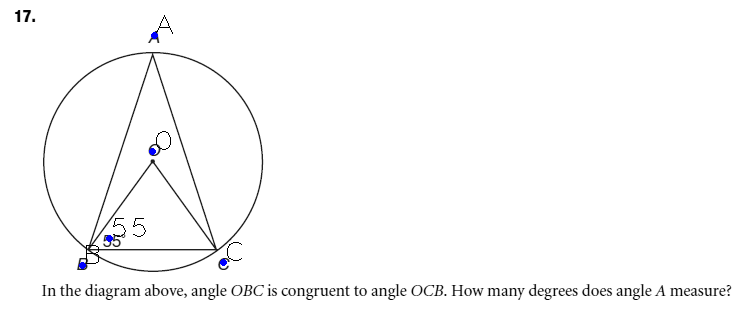 17.
A
A
O
O
55
55°
B
B
C
C
In the diagram above, angle OBC is congruent to angle OCB. How many degrees does angle A measure?